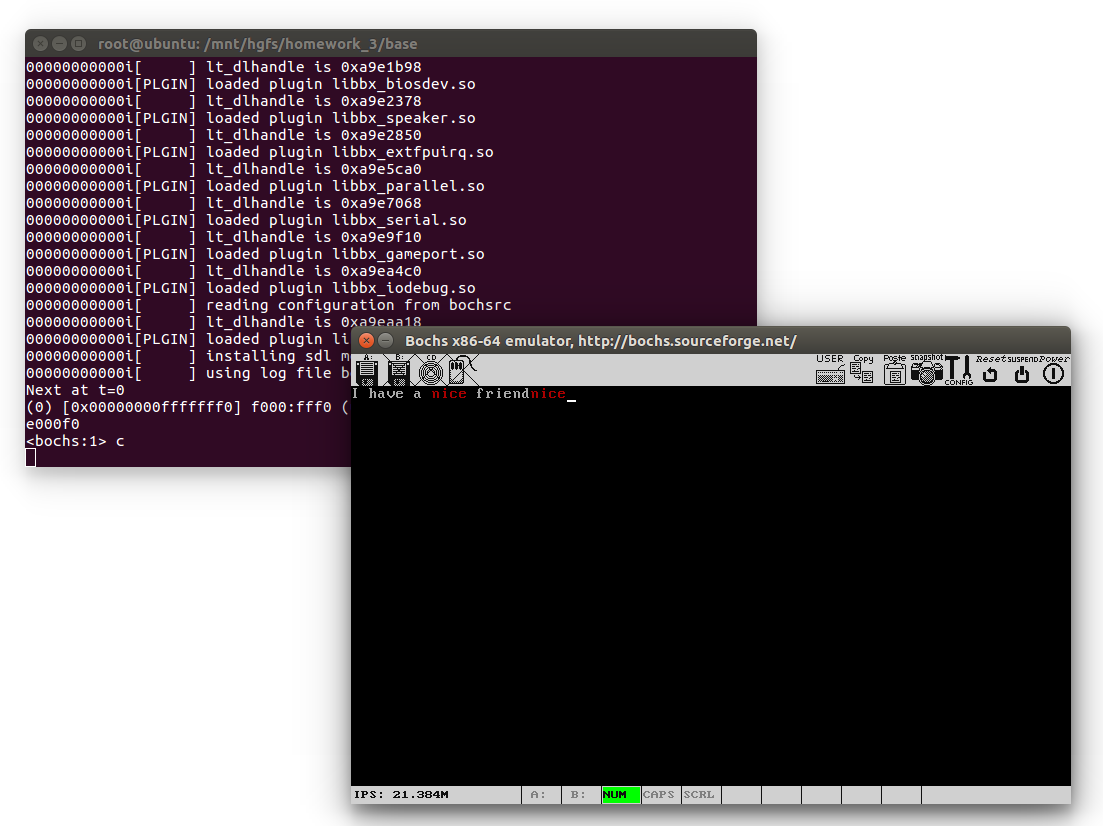 root@ubuntu: /mnt/hgfs/homework_3/base
00000000000i[     ] lt_dlhandle is 0xa9e1b98
00000000000i[PLGIN] loaded plugin libbx_biosdev.so
00000000000i[     ] lt_dlhandle is 0xa9e2378
00000000000i[PLGIN] loaded plugin libbx_speaker.so
00000000000i[     ] lt_dlhandle is 0xa9e2850
00000000000i[PLGIN] loaded plugin libbx_extfpuirq.so
00000000000i[     ] lt_dlhandle is 0xa9e5ca0
00000000000i[PLGIN] loaded plugin libbx_parallel.so
00000000000i[     ] lt_dlhandle is 0xa9e7068
00000000000i[PLGIN] loaded plugin libbx_serial.so
00000000000i[     ] lt_dlhandle is 0xa9e9f10
00000000000i[PLGIN] loaded plugin libbx_gameport.so
00000000000i[     ] lt_dlhandle is 0xa9ea4c0
00000000000i[PLGIN] loaded plugin libbx_iodebug.so
00000000000i[     ] reading configuration from bochsrc
00000000000i[     ] lt_dlhandle is 0xa9eaa18
00000000000i[PLGIN] loaded plugin li
00000000000i[     ] installing sdl m
00000000000i[     ] using log file b
Next at t=0
(0) [0x00000000fffffff0] f000:fff0 (
e000f0
<bochs:1> c
Bochs x86-64 emulator, http://bochs.sourceforge.net/
A: B: CD USER Copy Paste snapshot CONFIG Reset SUSPEND Power
I have a nice friendnice_
IPS: 21.384M A: B: NUM CAPS SCRL